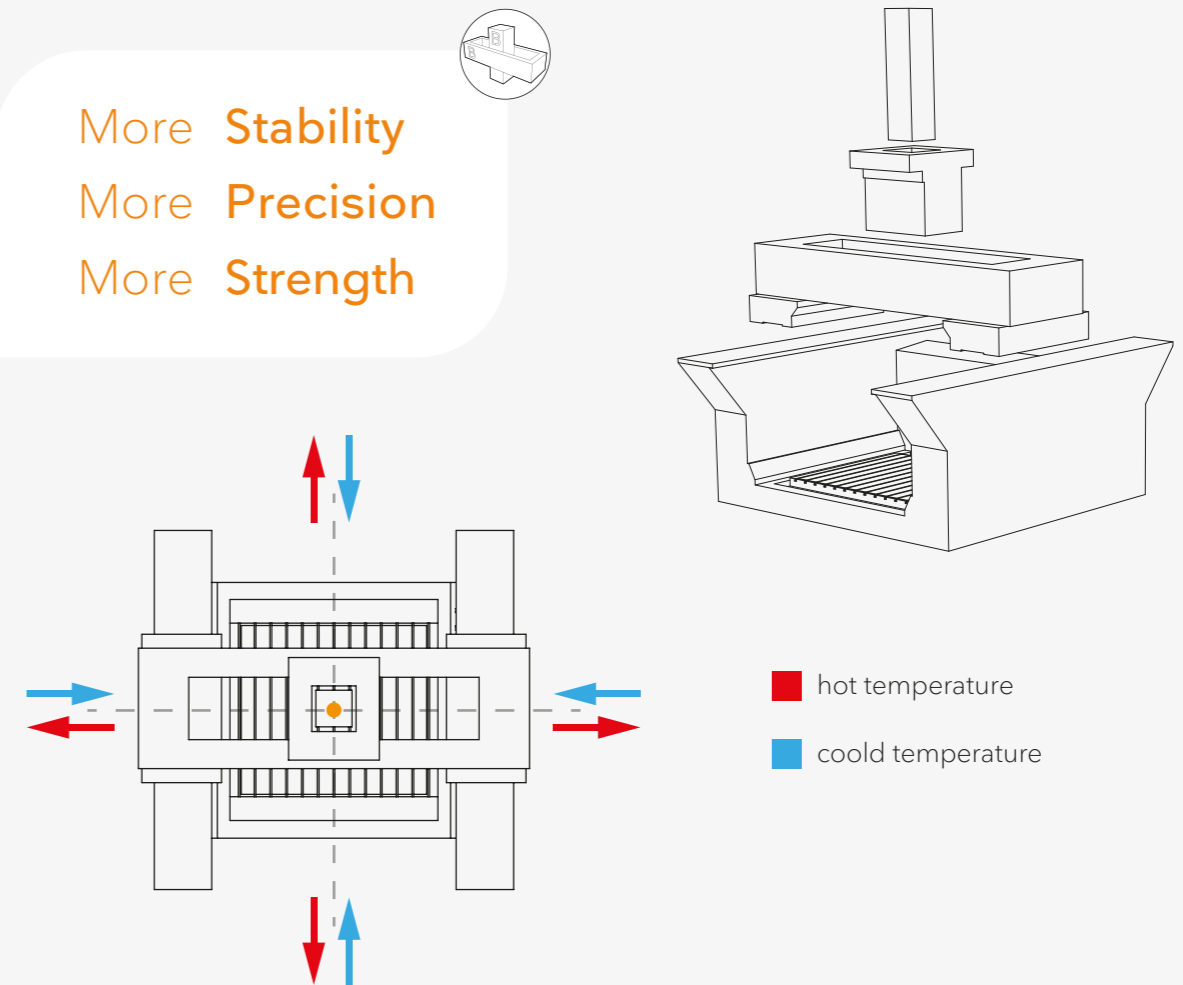 B
B
More Stability
More Precision
More Strength
hot temperature
coold temperature